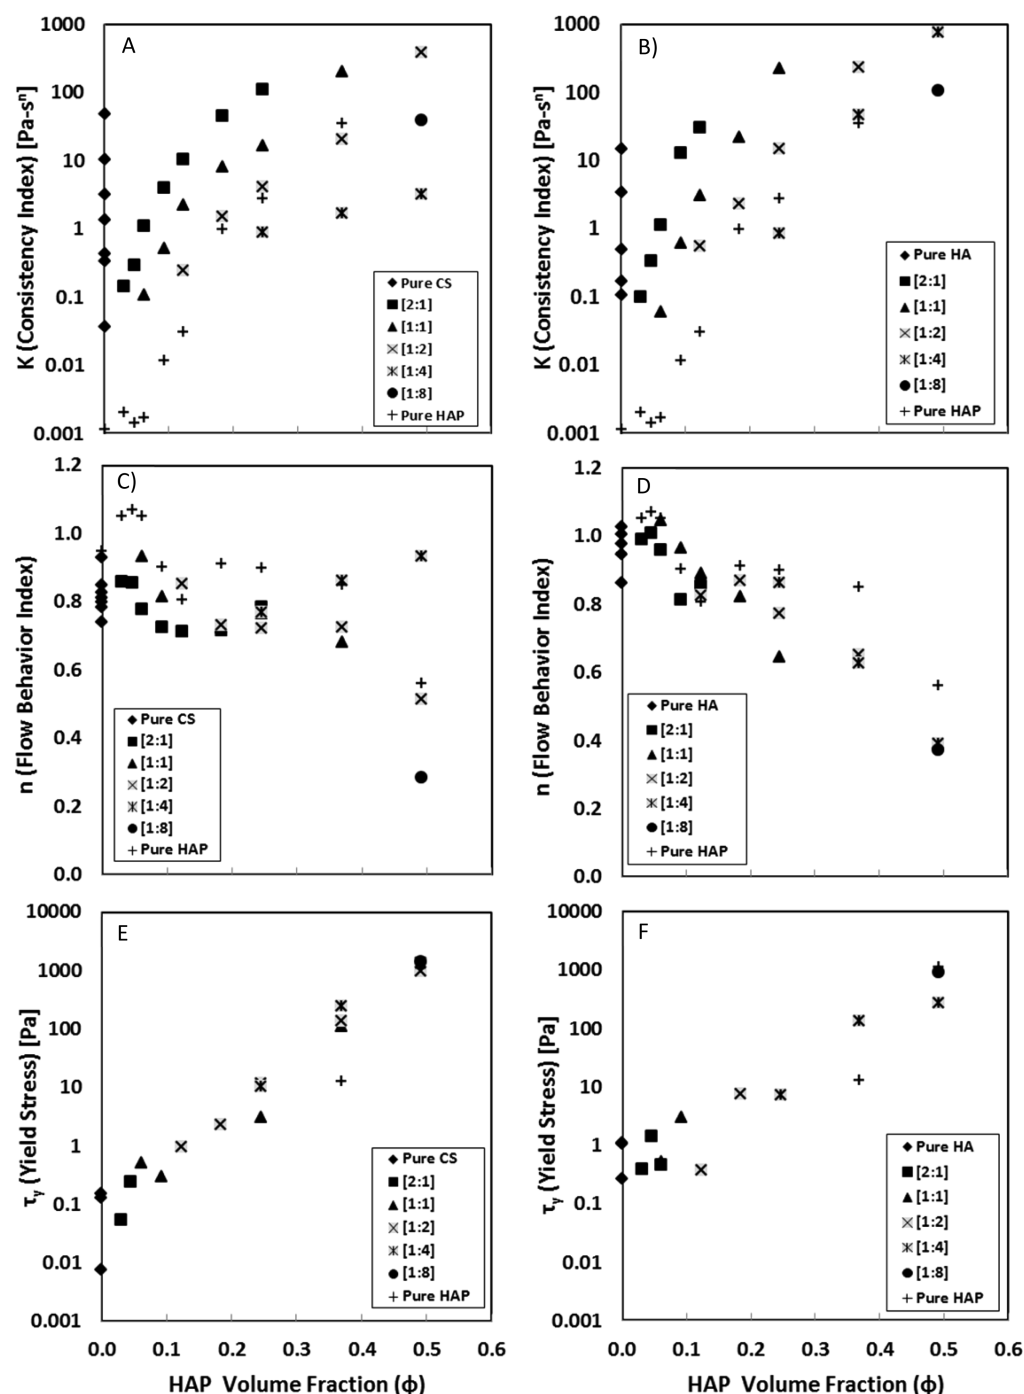 A
K (Consistency Index) [Pa-sⁿ]
1000
100
10
1
0.1
0.01
0.001
Pure CS
[2:1]
[1:1]
[1:2]
[1:4]
[1:8]
Pure HAP
B)
K (Consistency Index) [Pa-sⁿ]
1000
100
10
1
0.1
0.01
0.001
Pure HA
[2:1]
[1:1]
[1:2]
[1:4]
[1:8]
Pure HAP
C)
n (Flow Behavior Index)
1.2
1.0
0.8
0.6
0.4
0.2
0.0
Pure CS
[2:1]
[1:1]
[1:2]
[1:4]
[1:8]
Pure HAP
D
n (Flow Behavior Index)
1.2
1.0
0.8
0.6
0.4
0.2
0.0
Pure HA
[2:1]
[1:1]
[1:2]
[1:4]
[1:8]
Pure HAP
E
τy (Yield Stress) [Pa]
10000
1000
100
10
1
0.1
0.01
0.001
Pure CS
[2:1]
[1:1]
[1:2]
[1:4]
[1:8]
Pure HAP
0.0 0.1 0.2 0.3 0.4 0.5 0.6
HAP Volume Fraction (ϕ)
F
τy (Yield Stress) [Pa]
10000
1000
100
10
1
0.1
0.01
0.001
Pure HA
[2:1]
[1:1]
[1:2]
[1:4]
[1:8]
Pure HAP
0.0 0.1 0.2 0.3 0.4 0.5 0.6
HAP Volume Fraction (ϕ)